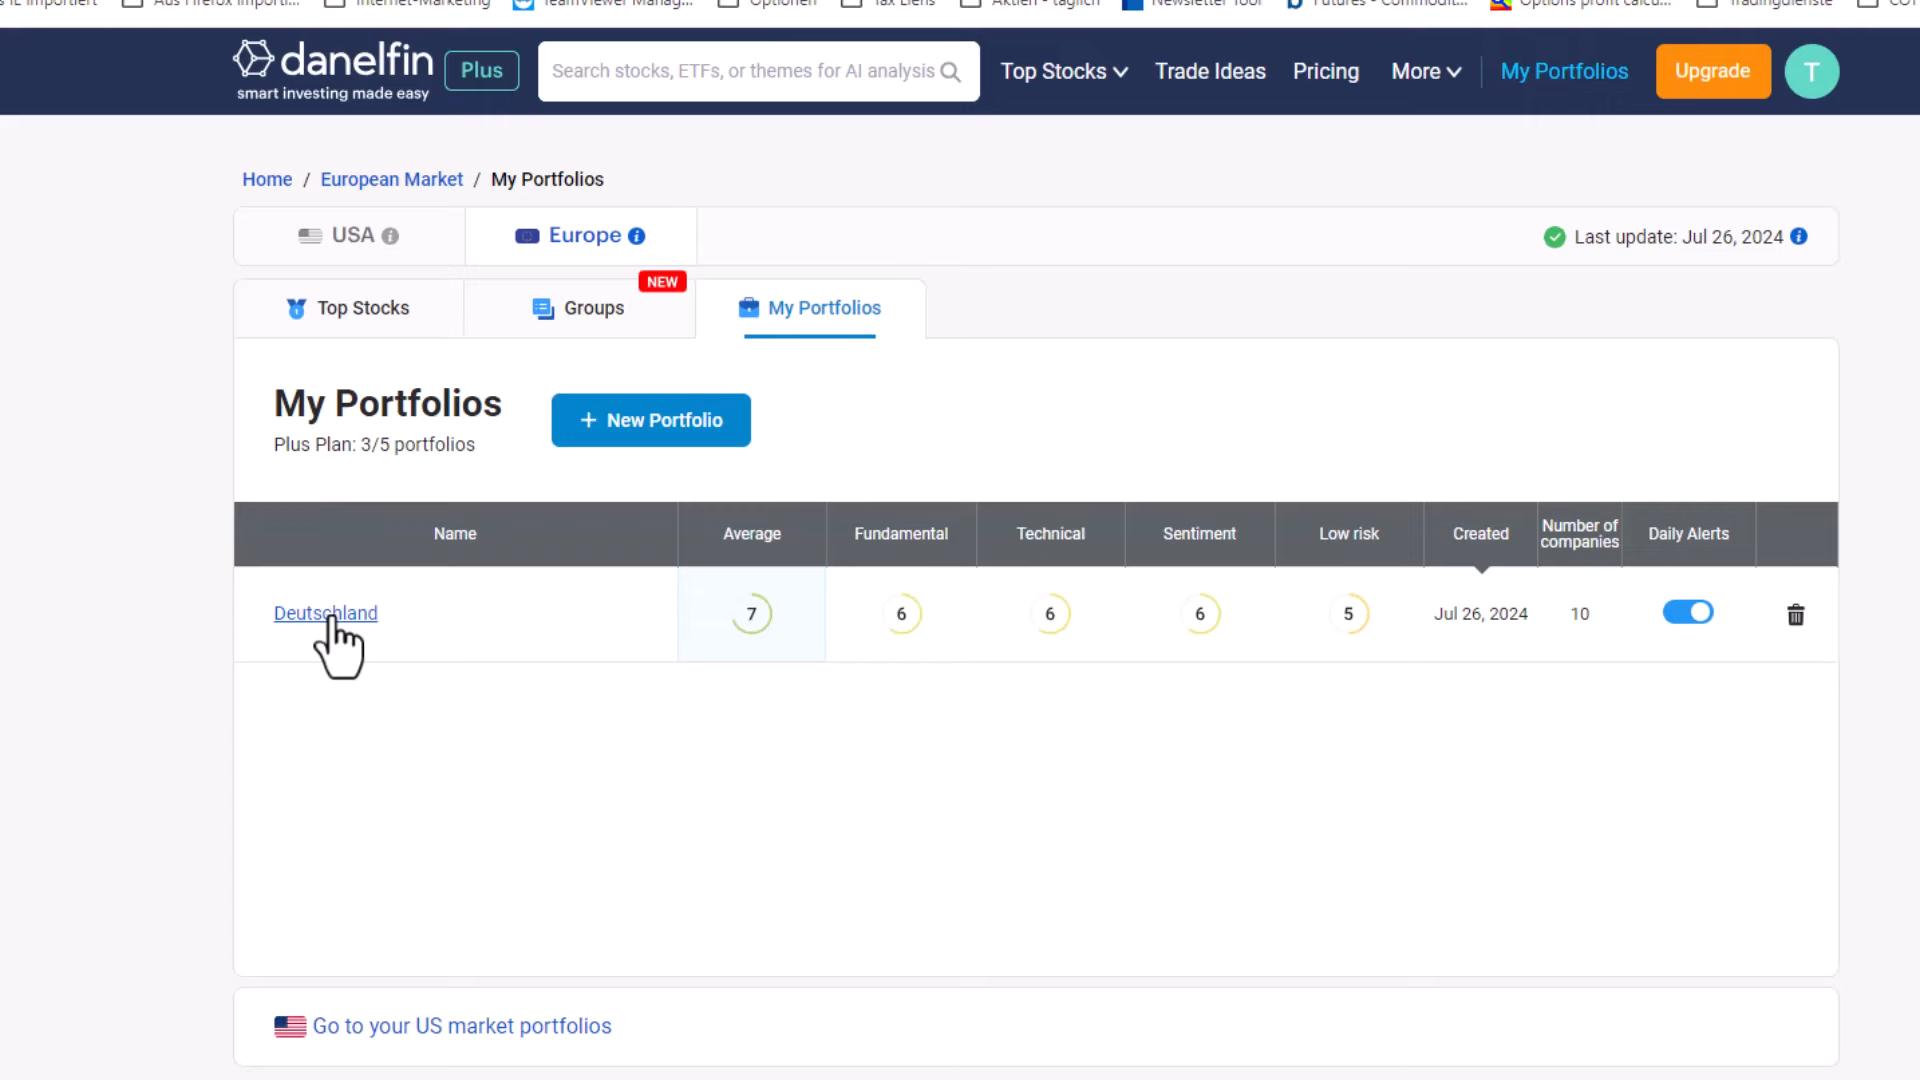 Optionen
danelfin
smart investing made easy
Plus
Search stocks, ETFs, or themes for AI analysis
Top Stocks
Trade Ideas
Pricing
More
My Portfolios
Upgrade
T
Home / European Market / My Portfolios
USA
Europe
Last update: Jul 26, 2024
Top Stocks
Groups
NEW
My Portfolios
My Portfolios
Plus Plan: 3/5 portfolios
+ New Portfolio
Name
Average
Fundamental
Technical
Sentiment
Low risk
Created
Number of
companies
Daily Alerts
Deutschland
7
6
6
6
5
Jul 26, 2024
10
Go to your US market portfolios